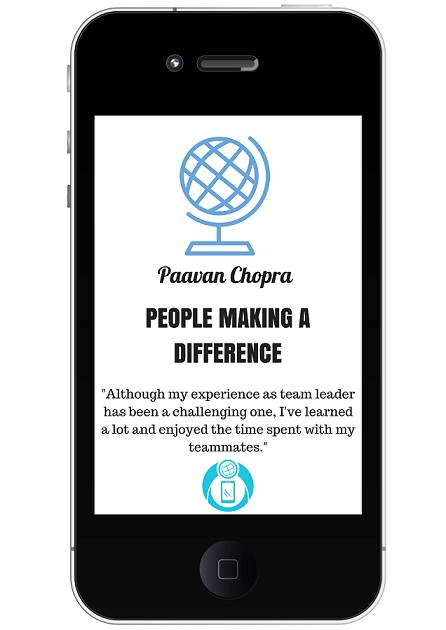 Paavan Chopra
PEOPLE MAKING A
DIFFERENCE
"Although my experience as team leader
has been a challenging one, I've learned
a lot and enjoyed the time spent with my
teammates."